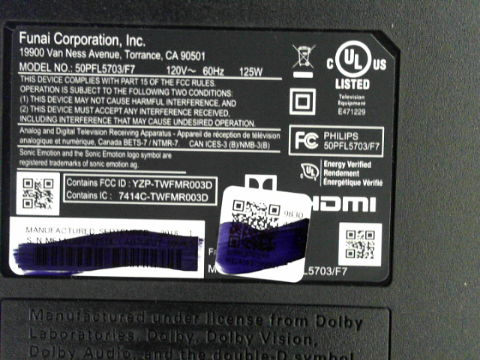 Funai Corporation, Inc.
19900 Van Ness Avenue, Torrance, CA 90501
MODEL NO.: 50PFL5703/F7 120V~ 60Hz 125W
THIS DEVICE COMPLIES WITH PART 15 OF THE FCC RULES.
OPERATION IS SUBJECT TO THE FOLLOWING TWO CONDITIONS:
(1) THIS DEVICE MAY NOT CAUSE HARMFUL INTERFERENCE, AND
(2) THIS DEVICE MUST ACCEPT ANY INTERFERENCE RECEIVED,
INCLUDING INTERFERENCE THAT MAY CAUSE UNDESIRED OPERATION.
Analog and Digital Television Receiving Apparatus - Appareil de réception de télévision
analogique et numérique, Canada BETS-7 / NTMR-7. CAN ICES-3 (B)/NMB-3(B)
Sonic Emotion and the Sonic Emotion logo symbol are
registered trademarks of sonic emotion ag.
Contains FCC ID : YZP-TWFMR003D
Contains IC : 7414C-TWFMR003D
C UL US
LISTED
Television
Equipment
E471229
FC PHILIPS
50PFL5703/F7
UL Energy Verified
Rendement
Énergétique Vérifié
HDMI
9830
MANUFACTURED
L5703/F7
Manufactured under license from Dolby
Laboratories. Dolby, Dolby Vision,
Dolby Audio, and the double-D symbol